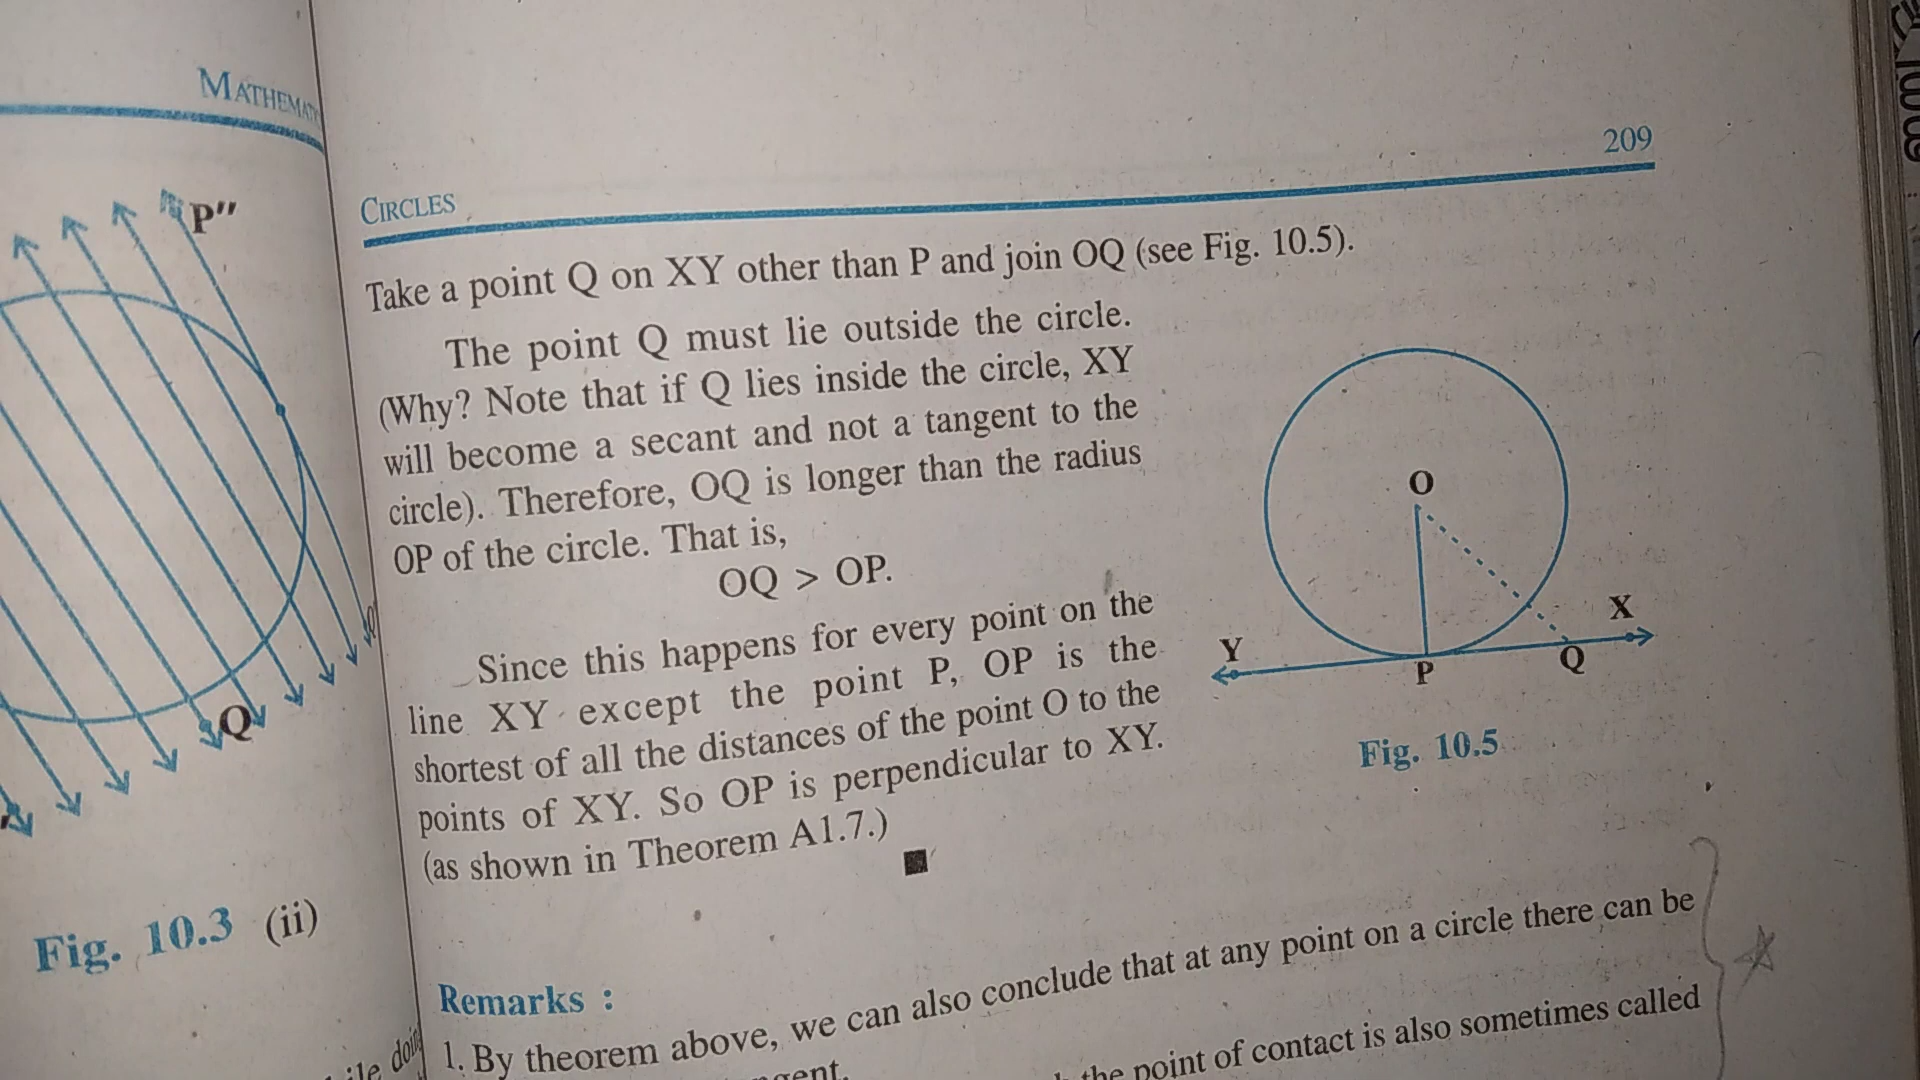 MATHEMAT
P"
Q
Fig. 10.3 (ii)
CIRCLES
209
Take a point Q on XY other than P and join OQ (see Fig. 10.5).
The point Q must lie outside the circle.
(Why? Note that if Q lies inside the circle, XY
will become a secant and not a tangent to the
circle). Therefore, OQ is longer than the radius
OP of the circle. That is,
OQ > OP.
Since this happens for every point on the
line XY except the point P, OP is the
shortest of all the distances of the point O to the
points of XY. So OP is perpendicular to XY.
(as shown in Theorem A1.7.)
O
X
Y
P
Q
Fig. 10.5
Remarks :
1. By theorem above, we can also conclude that at any point on a circle there can be
the point of contact is also sometimes called